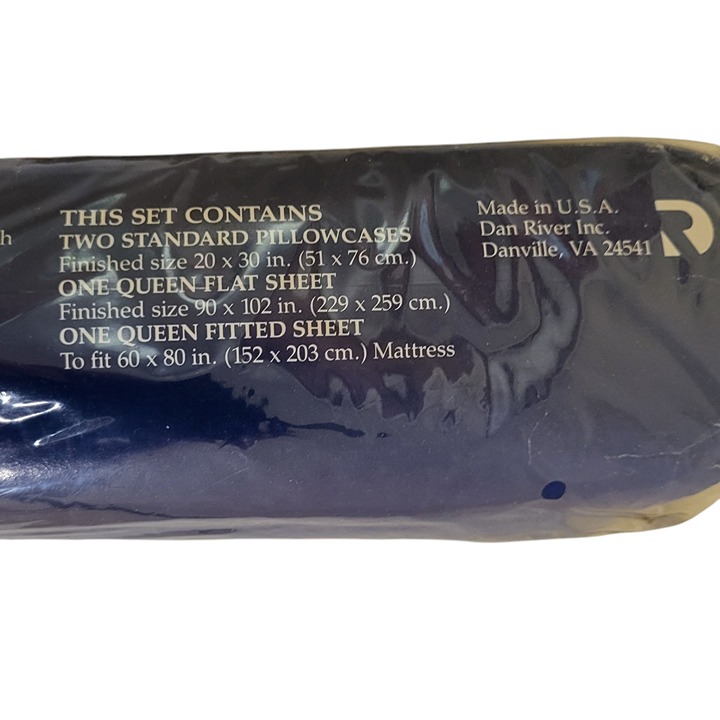 h
THIS SET CONTAINS
TWO STANDARD PILLOWCASES
Finished size 20 x 30 in. (51 x 76 cm.)
ONE QUEEN FLAT SHEET
Finished size 90 x 102 in. (229 x 259 cm.)
ONE QUEEN FITTED SHEET
To fit 60 x 80 in. (152 x 203 cm.) Mattress
Made in U.S.A.
Dan River Inc.
Danville, VA 24541
R